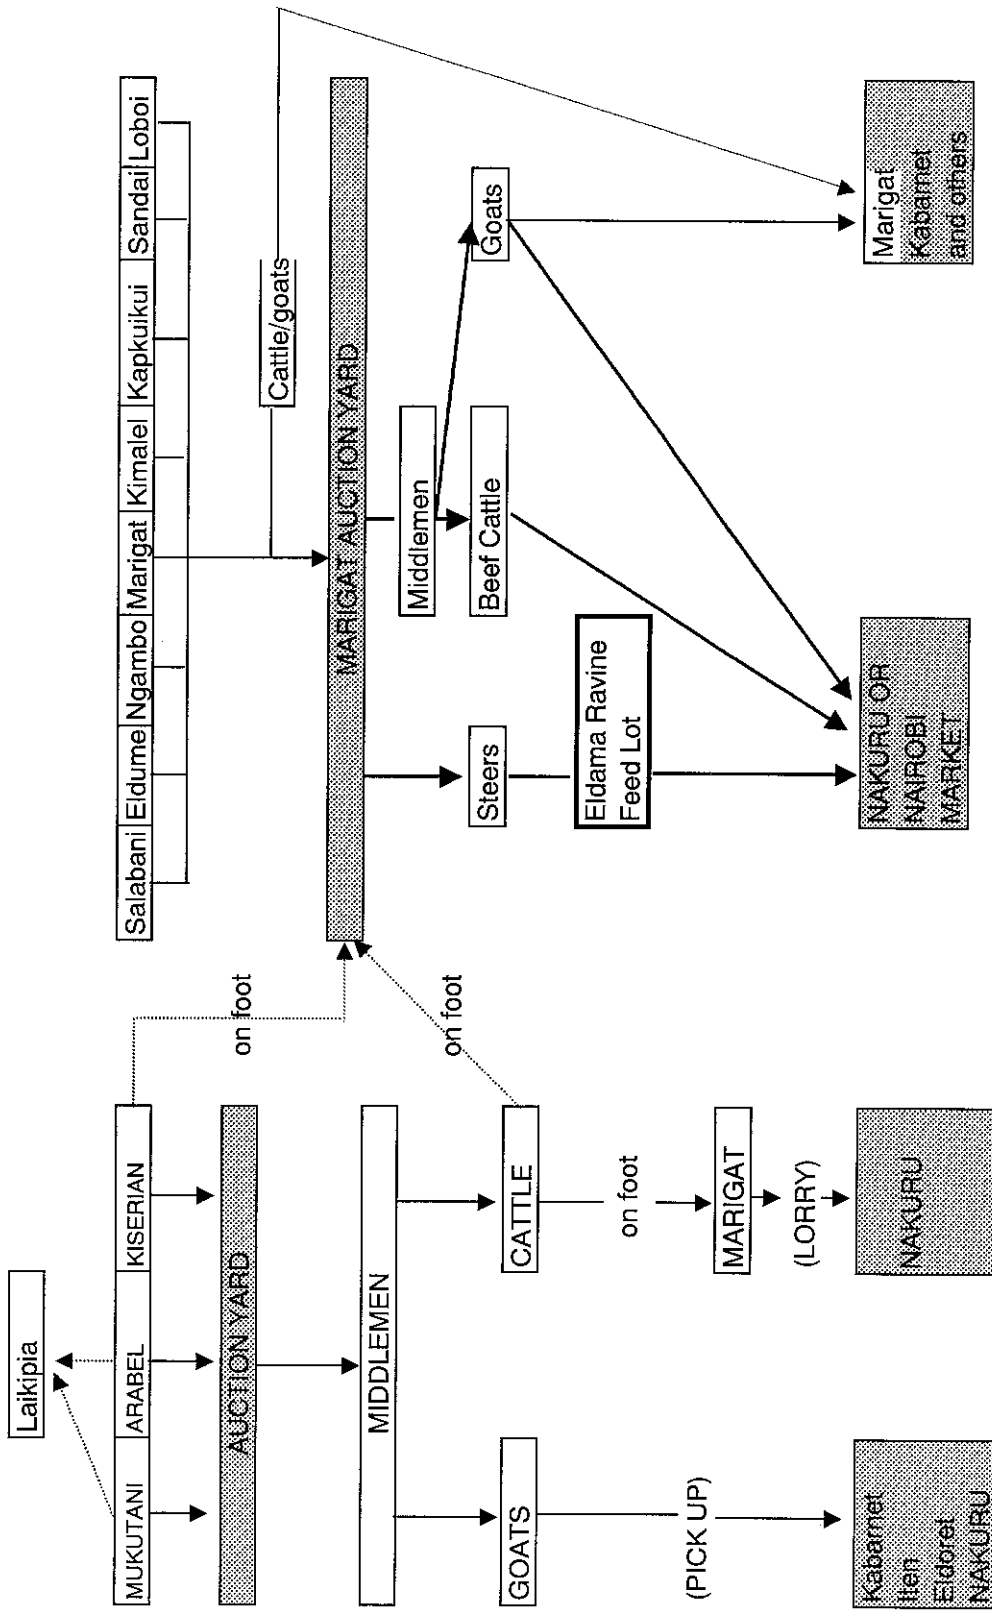 Laikipia
MUKUTANI
ARABEL
KISERIAN
AUCTION YARD
MIDDLEMEN
GOATS
CATTLE
(PICK UP)
on foot
MARIGAT
(LORRY)
Kabarnet
Iten
Eldoret
NAKURU
NAKURU
on foot
on foot
Salabani
Eldume
Ngambo
Marigat
Kimalel
Kapkuikui
Sandai
Loboi
Cattle/goats
MARIGAT AUCTION YARD
Middlemen
Steers
Beef Cattle
Goats
Eldama Ravine
Feed Lot
NAKURU OR
NAIROBI
MARKET
Marigat
Kabarnet
and others